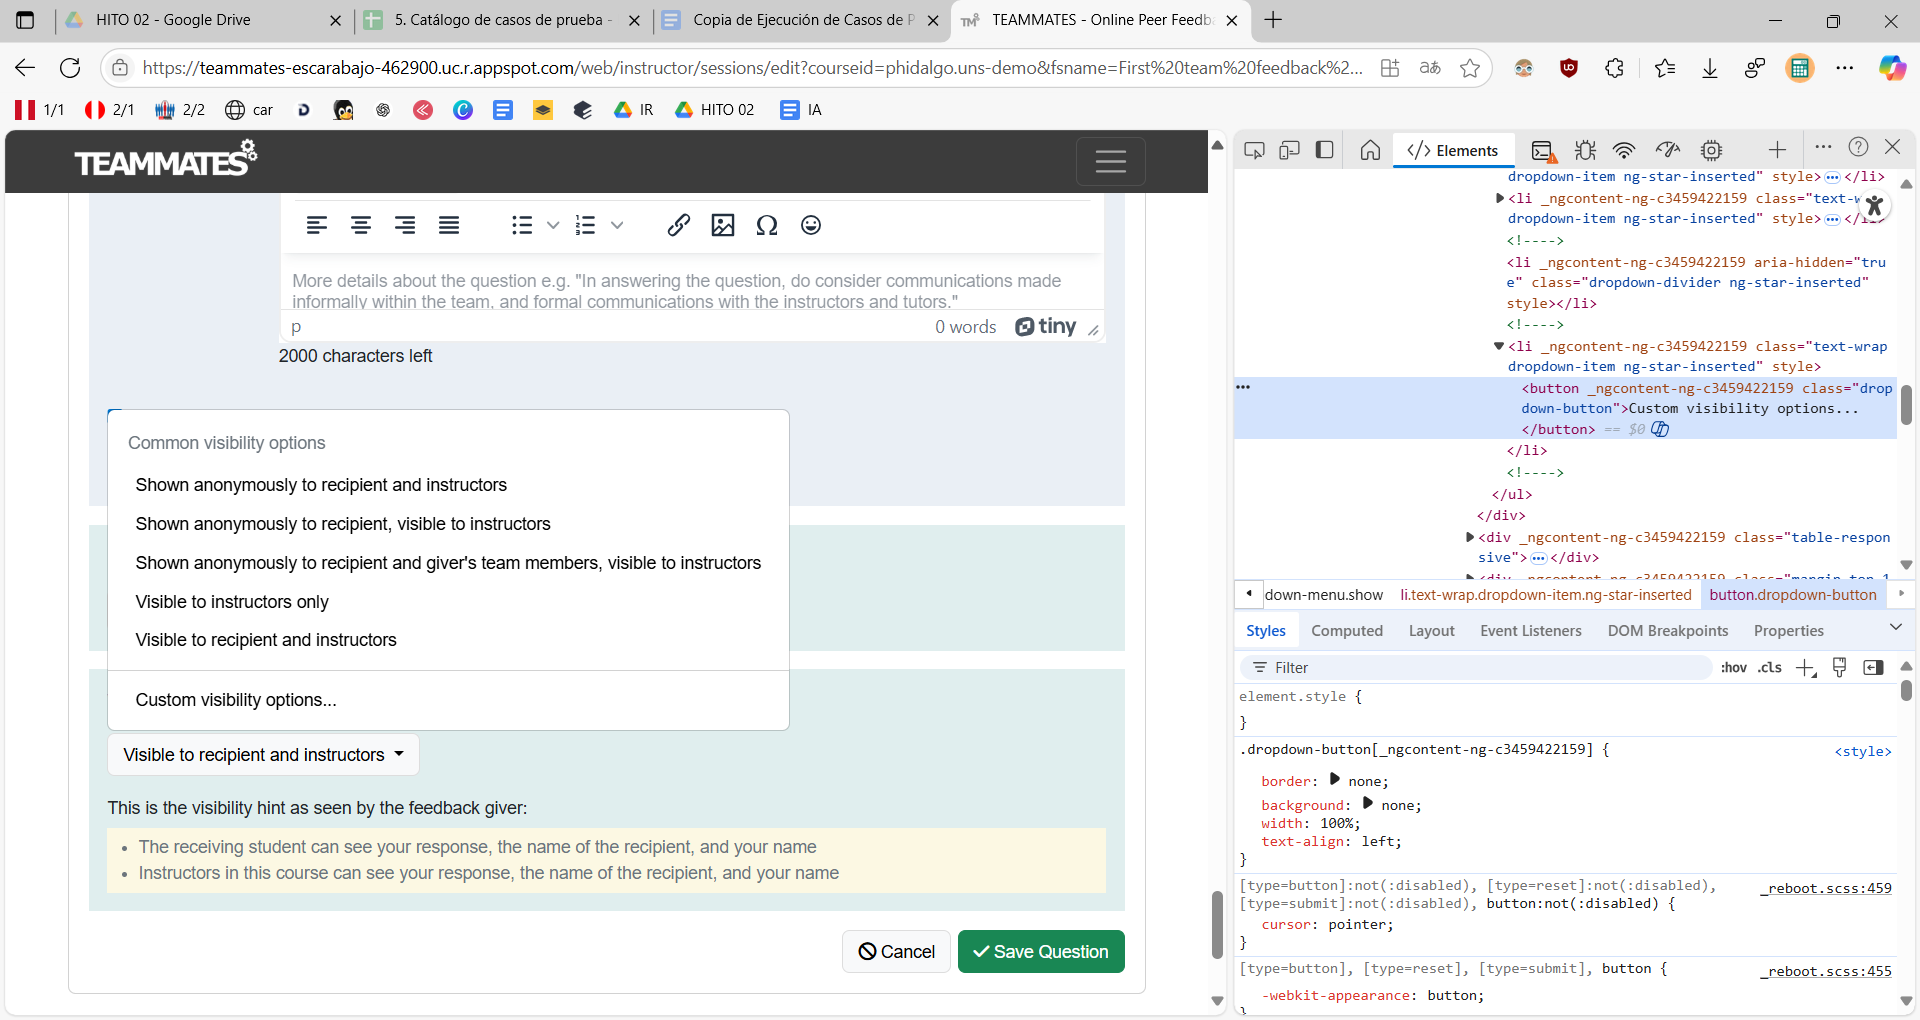 HITO 02 - Google Drive
5. Catálogo de casos de prueba -
Copia de Ejecución de Casos de P
TEAMMATES - Online Peer Feedb
https://teammates-escarabajo-462900.uc.r.appspot.com/web/instructor/sessions/edit?courseid=phidalgo.uns-demo&fsname=First%20team%20feedback%2...
1/1
2/1
2/2
car
IR
HITO 02
IA
TEAMMATES
More details about the question e.g. "In answering the question, do consider communications made
informally within the team, and formal communications with the instructors and tutors."
p
0 words
tiny
2000 characters left
Common visibility options
Shown anonymously to recipient and instructors
Shown anonymously to recipient, visible to instructors
Shown anonymously to recipient and giver's team members, visible to instructors
Visible to instructors only
Visible to recipient and instructors
Custom visibility options...
Visible to recipient and instructors
This is the visibility hint as seen by the feedback giver:
• The receiving student can see your response, the name of the recipient, and your name
• Instructors in this course can see your response, the name of the recipient, and your name
Cancel
Save Question
</> Elements
dropdown-item ng-star-inserted" style>…</li>
<li _ngcontent-ng-c3459422159 class="text-w
dropdown-item ng-star-inserted" style>…</li>
<!---->
<li _ngcontent-ng-c3459422159 aria-hidden="tru
e" class="dropdown-divider ng-star-inserted"
style></li>
<!---->
<li _ngcontent-ng-c3459422159 class="text-wrap
dropdown-item ng-star-inserted" style>
<button _ngcontent-ng-c3459422159 class="drop
down-button">Custom visibility options...
</button> == $0
</li>
<!---->
</ul>
</div>
<div _ngcontent-ng-c3459422159 class="table-respon
sive">…</div>
<div _ngcontent-ng-c3459422159 class="margin-top-1
down-menu.show
li.text-wrap.dropdown-item.ng-star-inserted
button.dropdown-button
Styles
Computed
Layout
Event Listeners
DOM Breakpoints
Properties
Filter
:hov
.cls
element.style {
}
.dropdown-button[_ngcontent-ng-c3459422159] {
<style>
border: none;
background: none;
width: 100%;
text-align: left;
}
[type=button]:not(:disabled), [type=reset]:not(:disabled),
_reboot.scss:459
[type=submit]:not(:disabled), button:not(:disabled) {
cursor: pointer;
}
[type=button], [type=reset], [type=submit], button {
_reboot.scss:455
-webkit-appearance: button;
}